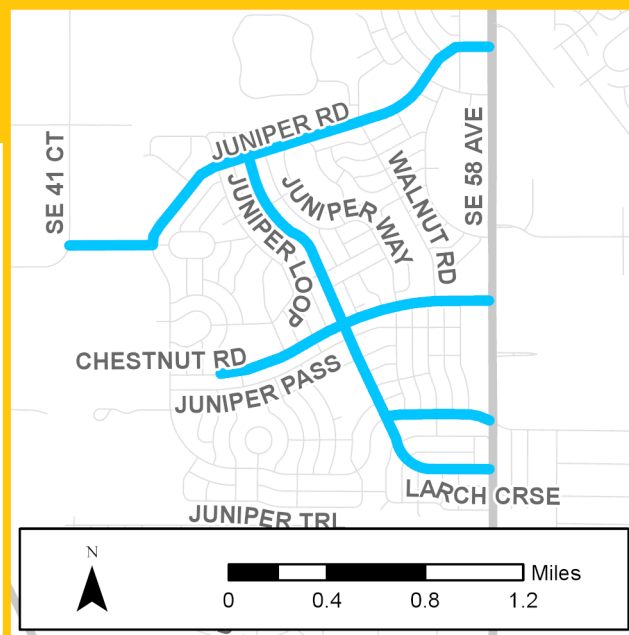 JUNIPER RD
SE 41 CT
SE 58 AVE
WALNUT RD
JUNIPER WAY
JUNIPER LOOP
CHESTNUT RD
JUNIPER PASS
LARCH CRSE
JUNIPER TRL
N
Miles
0 0.4 0.8 1.2